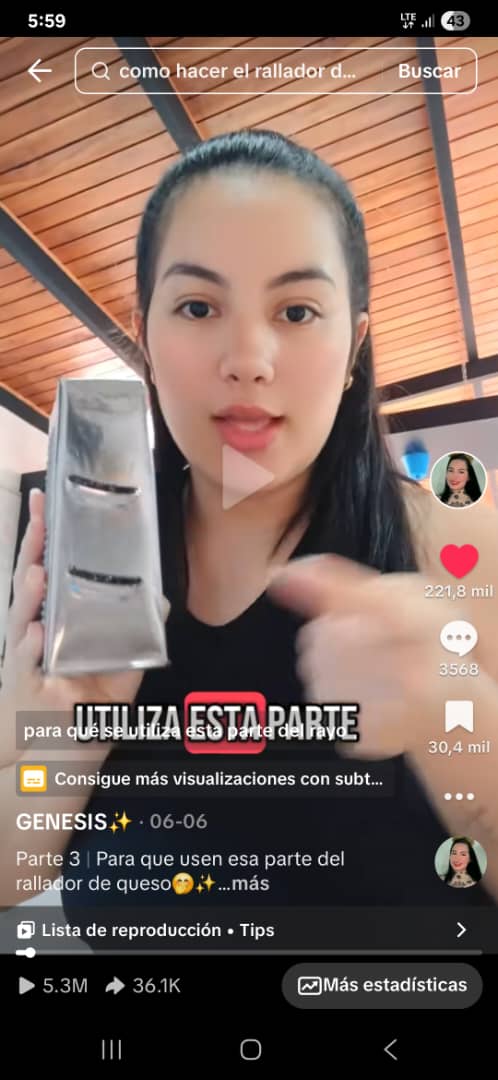 5:59
LTE
43
como hacer el rallador d...
Buscar
221,8 mil
3568
UTILIZA ESTA PARTE
para qué se utiliza esta parte del rayo
30,4 mil
Consigue más visualizaciones con subt...
GENESIS✨ · 06-06
Parte 3 | Para que usen esa parte del
rallador de queso🤭✨...más
Lista de reproducción • Tips
5.3M
36.1K
Más estadísticas